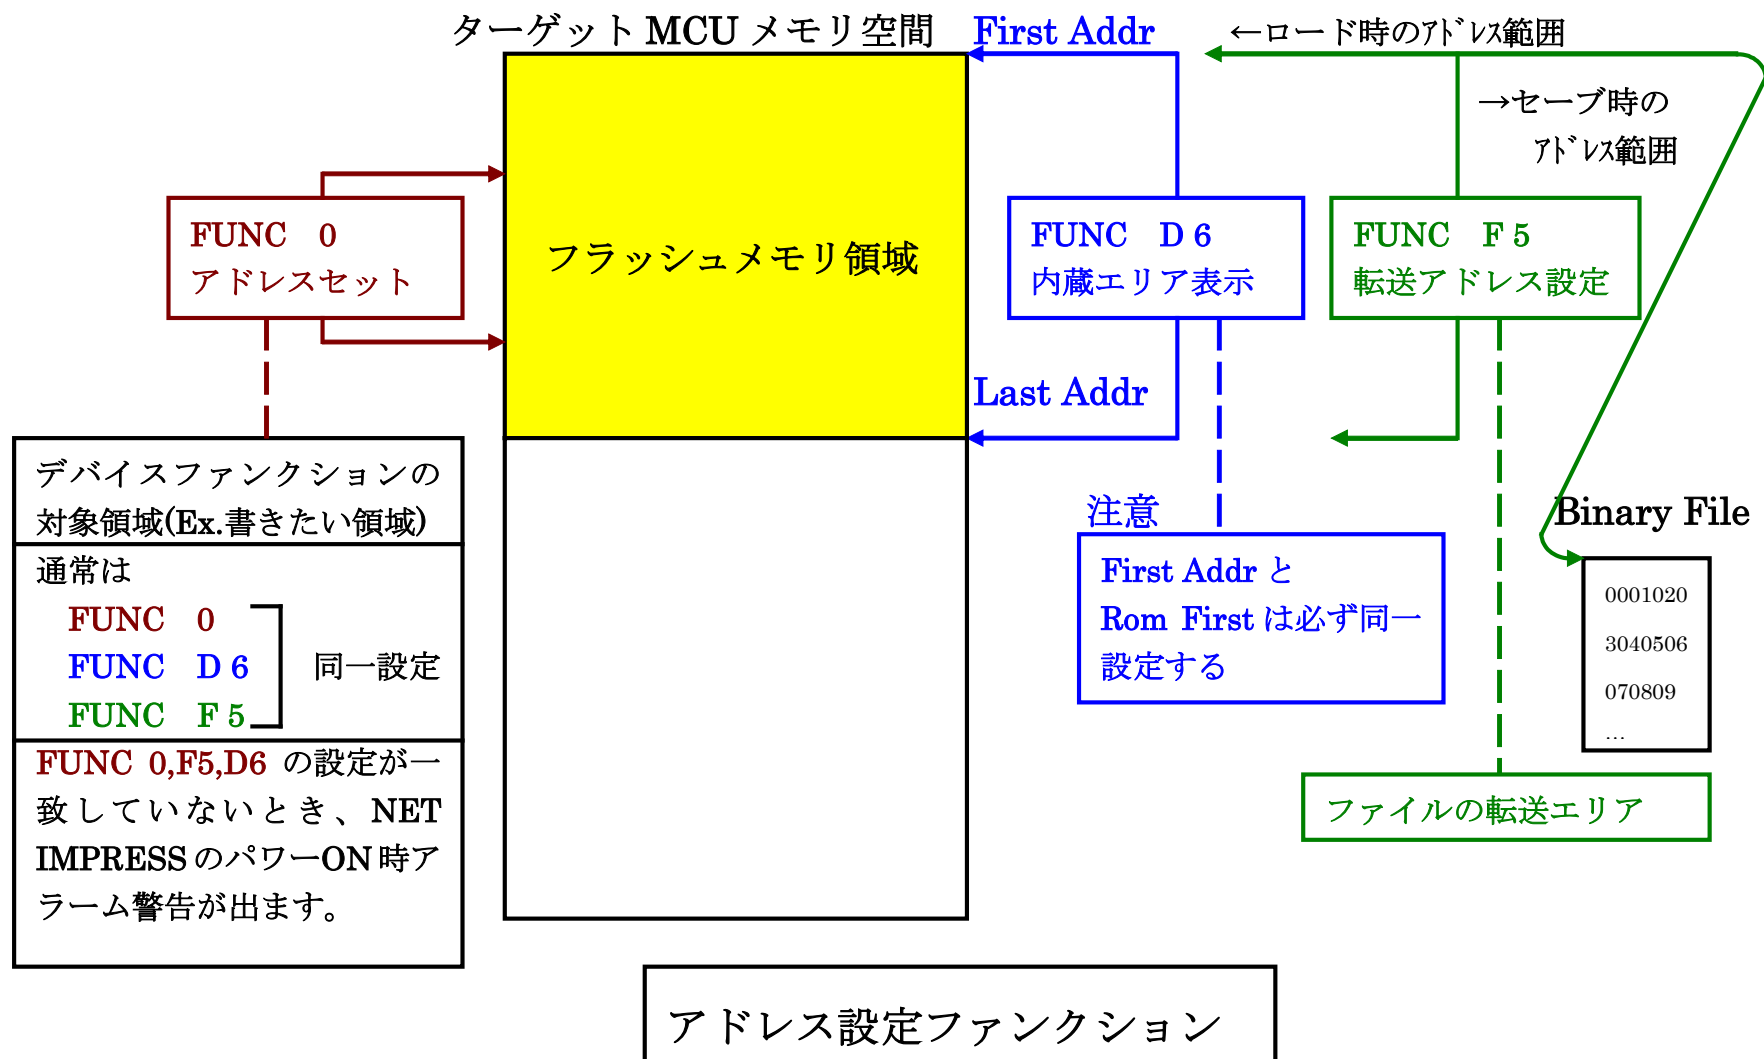 ターゲット MCU メモリ空間
First Addr
←ロード時のｱﾄﾞﾚｽ範囲
→セーブ時の
ｱﾄﾞﾚｽ範囲
FUNC 0
アドレスセット
フラッシュメモリ領域
FUNC D 6
内蔵エリア表示
FUNC F 5
転送アドレス設定
Last Addr
デバイスファンクションの
対象領域(Ex.書きたい領域)
通常は
FUNC 0
FUNC D 6
FUNC F 5
同一設定
FUNC 0,F5,D6 の設定が一
致していないとき、NET
IMPRESS のパワーON 時ア
ラーム警告が出ます。
注意
First Addr と
Rom First は必ず同一
設定する
Binary File
0001020
3040506
070809
…
ファイルの転送エリア
アドレス設定ファンクション